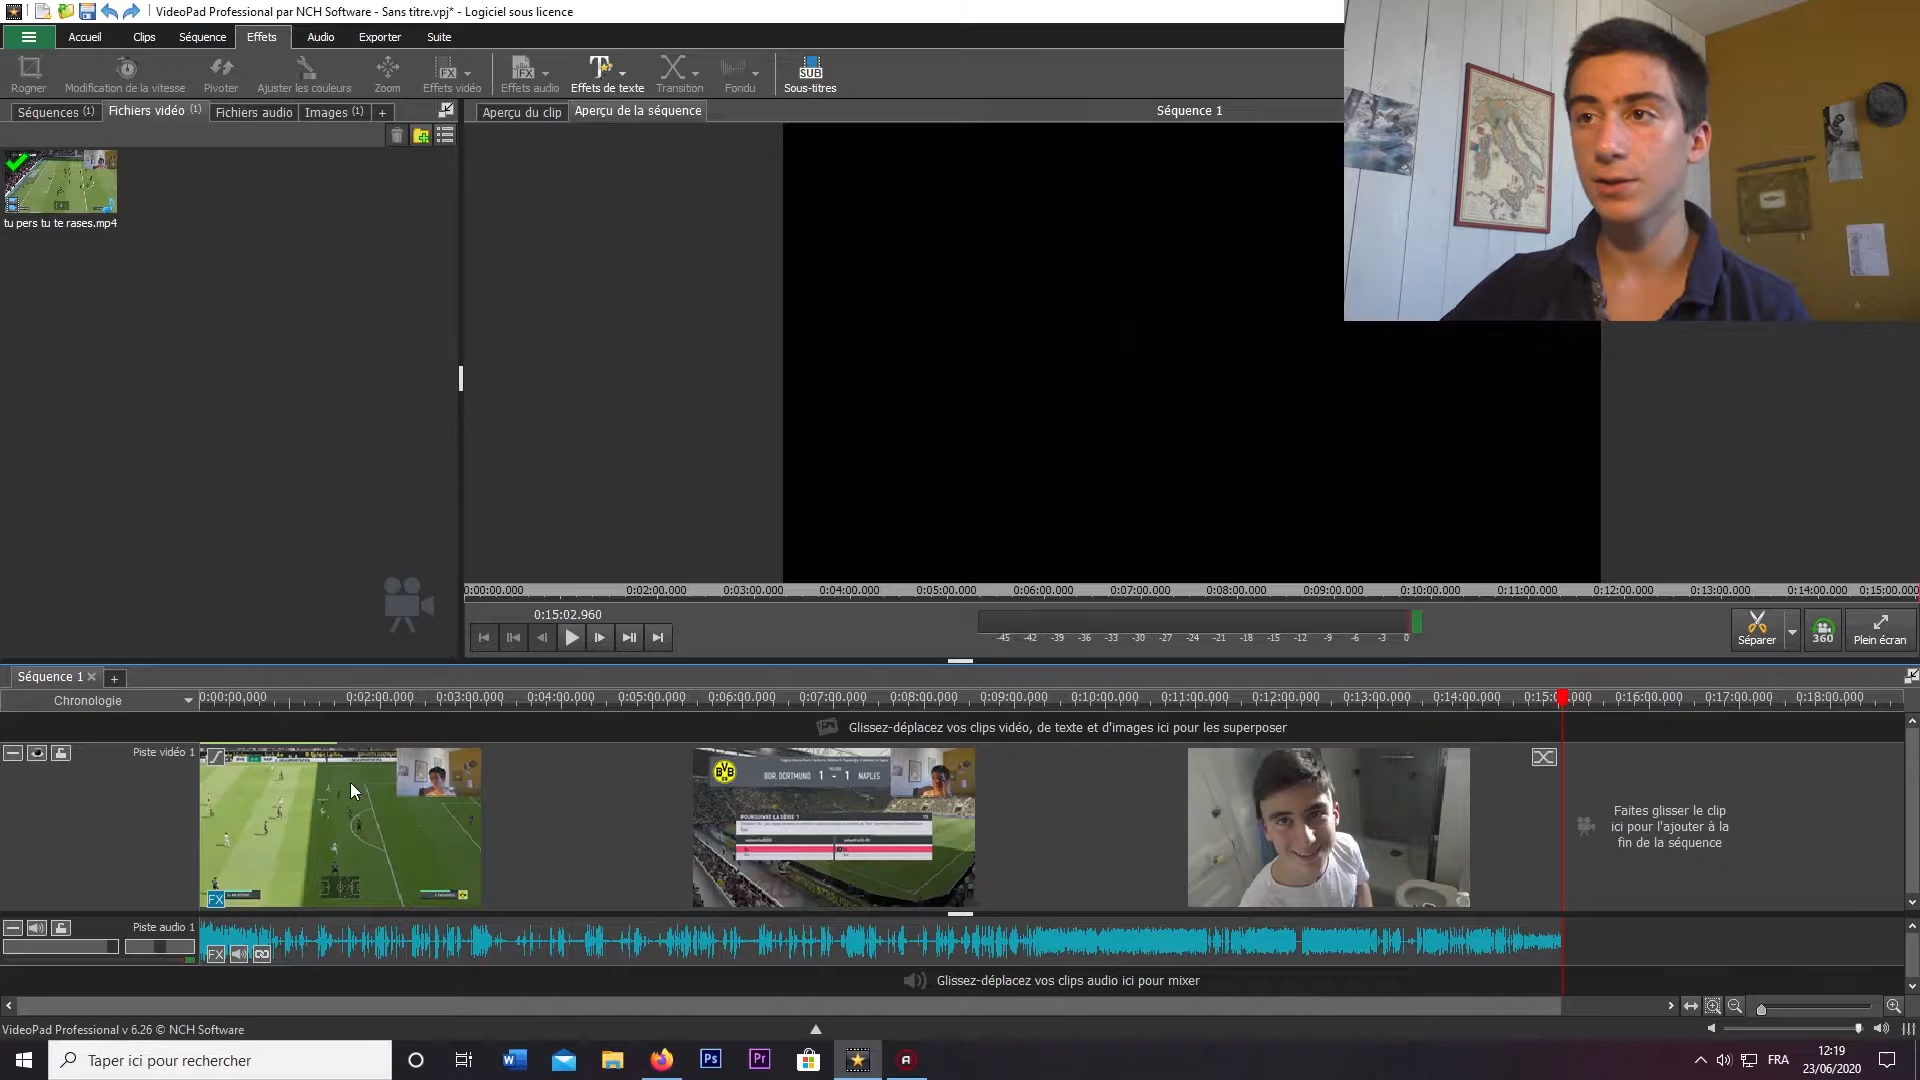 VideoPad Professional par NCH Software - Sans titre.vpj* - Logiciel sous licence
Accueil Clips Séquence Effets Audio Exporter Suite
Rogner Modification de la vitesse Pivoter Ajuster les couleurs Zoom Effets vidéo Effets audio Effets de texte Transition Fondu Sous-titres
FX FX T SUB
Séquences (1) Fichiers vidéo (1) Fichiers audio Images (1) +
Aperçu du clip Aperçu de la séquence Séquence 1
tu pers tu te rases.mp4
0:00:00.000 0:02:00.000 0:03:00.000 0:04:00.000 0:05:00.000 0:06:00.000 0:07:00.000 0:08:00.000 0:09:00.000 0:10:00.000 0:11:00.000 0:12:00.000 0:13:00.000 0:14:00.000 0:15:00.000
0:15:02.960
-45 -42 -39 -36 -33 -30 -27 -24 -21 -18 -15 -12 -9 -6 -3 0
Séparer 360 Plein écran
Séquence 1 × +
Chronologie
0:00:00,000 0:02:00.000 0:03:00.000 0:04:00.000 0:05:00.000 0:06:00.000 0:07:00.000 0:08:00.000 0:09:00.000 0:10:00.000 0:11:00.000 0:12:00.000 0:13:00.000 0:14:00.000 0:16:00.000 0:17:00.000 0:18:00.000
Glissez-déplacez vos clips vidéo, de texte et d'images ici pour les superposer
Piste vidéo 1
BVB
09
BOR. DORTMUND 1 - 1 NAPLES
POURSUIVRE LA SÉRIE ?
FX
Faites glisser le clip
ici pour l'ajouter à la
fin de la séquence
Piste audio 1
FX
Glissez-déplacez vos clips audio ici pour mixer
VideoPad Professional v 6.26 © NCH Software
Taper ici pour rechercher
W Ps Pr
FRA
12:19
23/06/2020